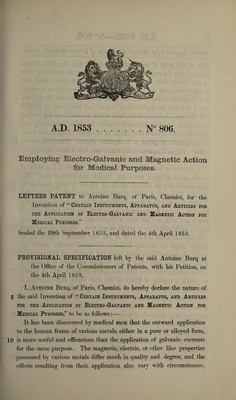 A.D. 1853 . . . . . . . Nº 806.
Employing Electro-Galvanic and Magnetic Action
for Medical Purposes.
LETTERS PATENT to Antoine Burq, of Paris, Chemist, for the
Invention of "CERTAIN INSTRUMENTS, APPARATUS, AND ARTICLES FOR
THE APPLICATION OF ELECTRO-GALVANIC AND MAGNETIC ACTION FOR
MEDICAL PURPOSES."
Sealed the 29th September 1853, and dated the 4th April 1853.
PROVISIONAL SPECIFICATION left by the said Antoine Burq at
the Office of the Commissioners of Patents, with his Petition, on
the 4th April 1853.
I, ANTOINE BURQ, of Paris, Chemist, do hereby declare the nature of
5 the said Invention of "CERTAIN INSTRUMENTS, APPARATUS, AND ARTICLES
FOR THE APPLICATION OF ELECTRO-GALVANIC AND MAGNETIC ACTION FOR
MEDICAL PURPOSES," to be as follows:—
It has been discovered by medical men that the outward application
to the human frame of various metals, either in a pure or alloyed form,
10 is more useful and efficacious than the application of galvanic currents
for the same purpose. The magnetic, electric, or other like properties
possessed by various metals differ much in quality and degree, and the
effects resulting from their application also vary with circumstances,